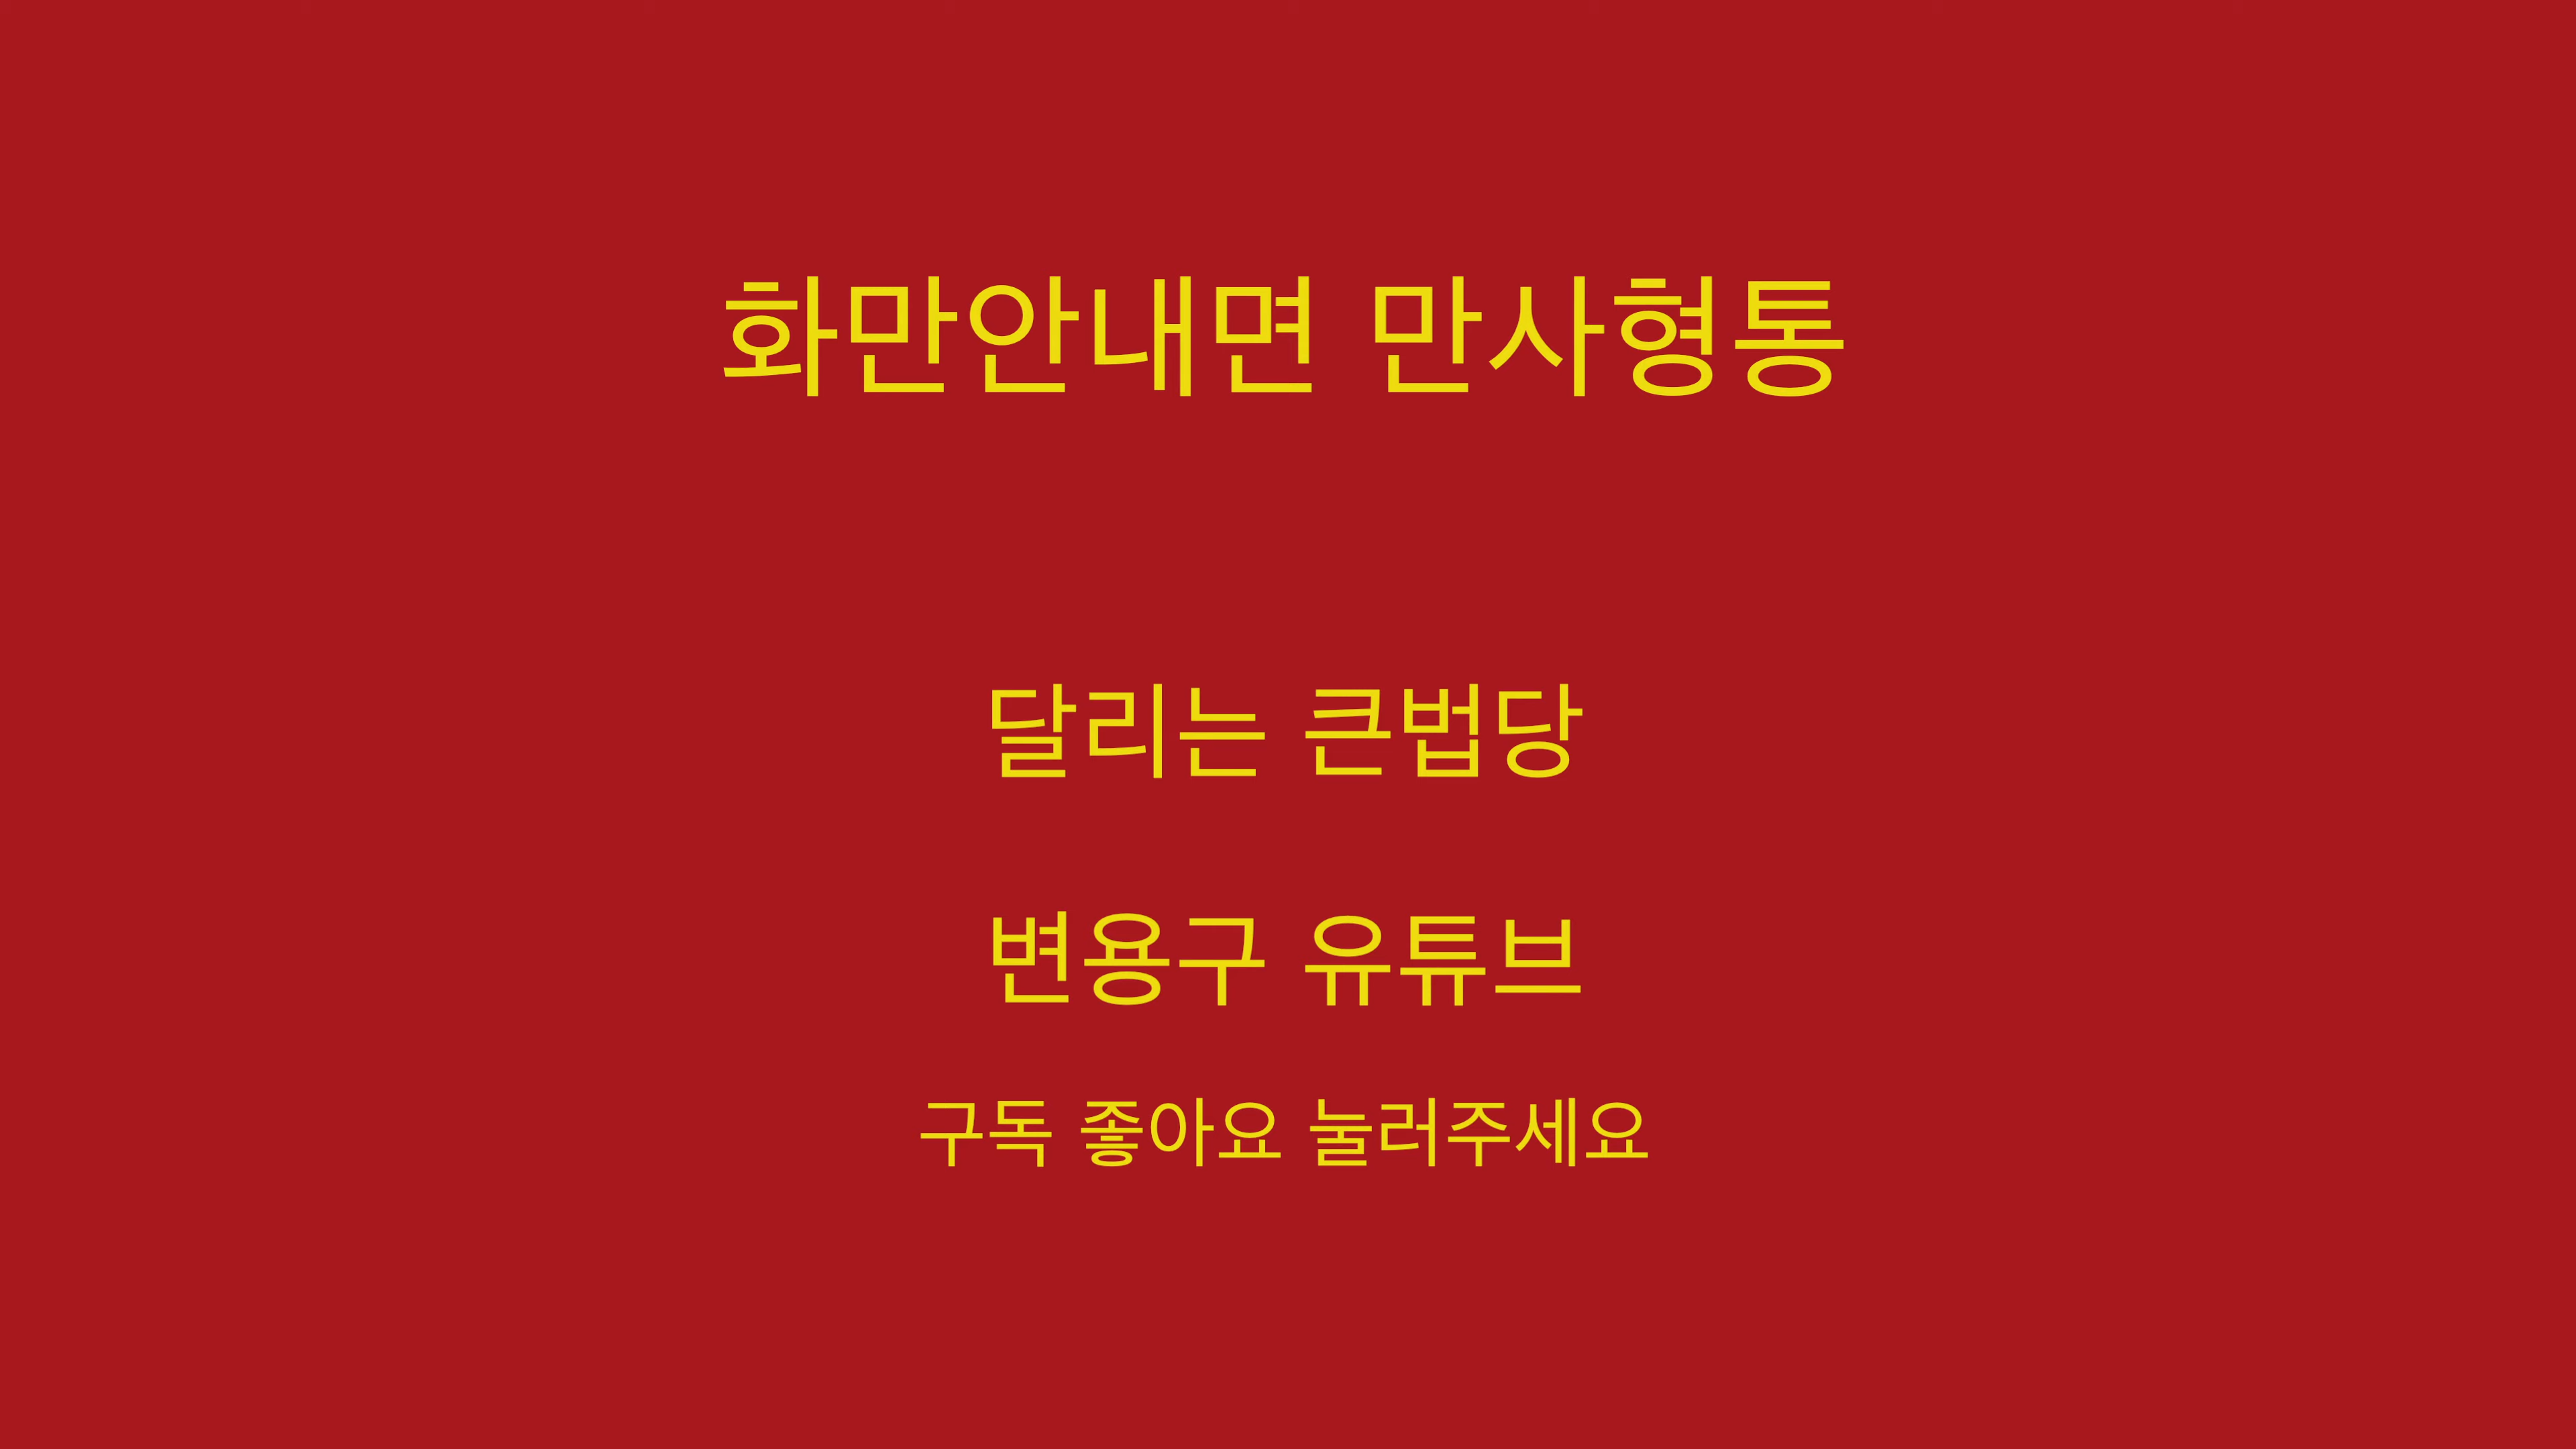 화만안내면 만사형통
달리는 큰법당
변용구 유튜브
구독 좋아요 눌러주세요